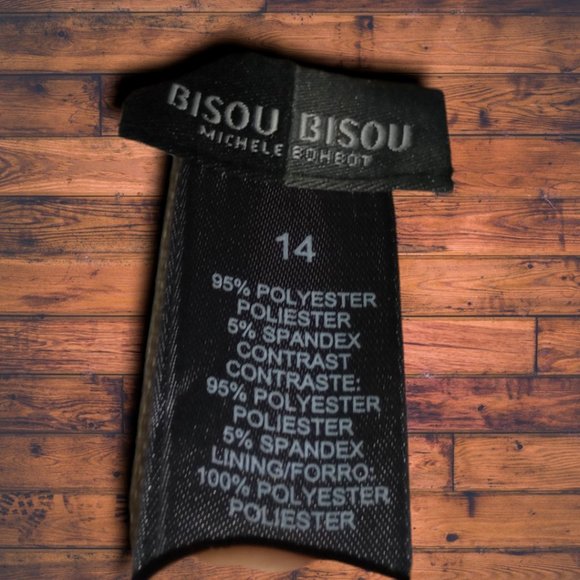 BISOU BISOU
MICHELE BOHBOT
14
95% POLYESTER
POLIESTER
5% SPANDEX
CONTRAST
CONTRASTE:
95% POLYESTER
POLIESTER
5% SPANDEX
LINING/FORRO:
100% POLYESTER
POLIESTER